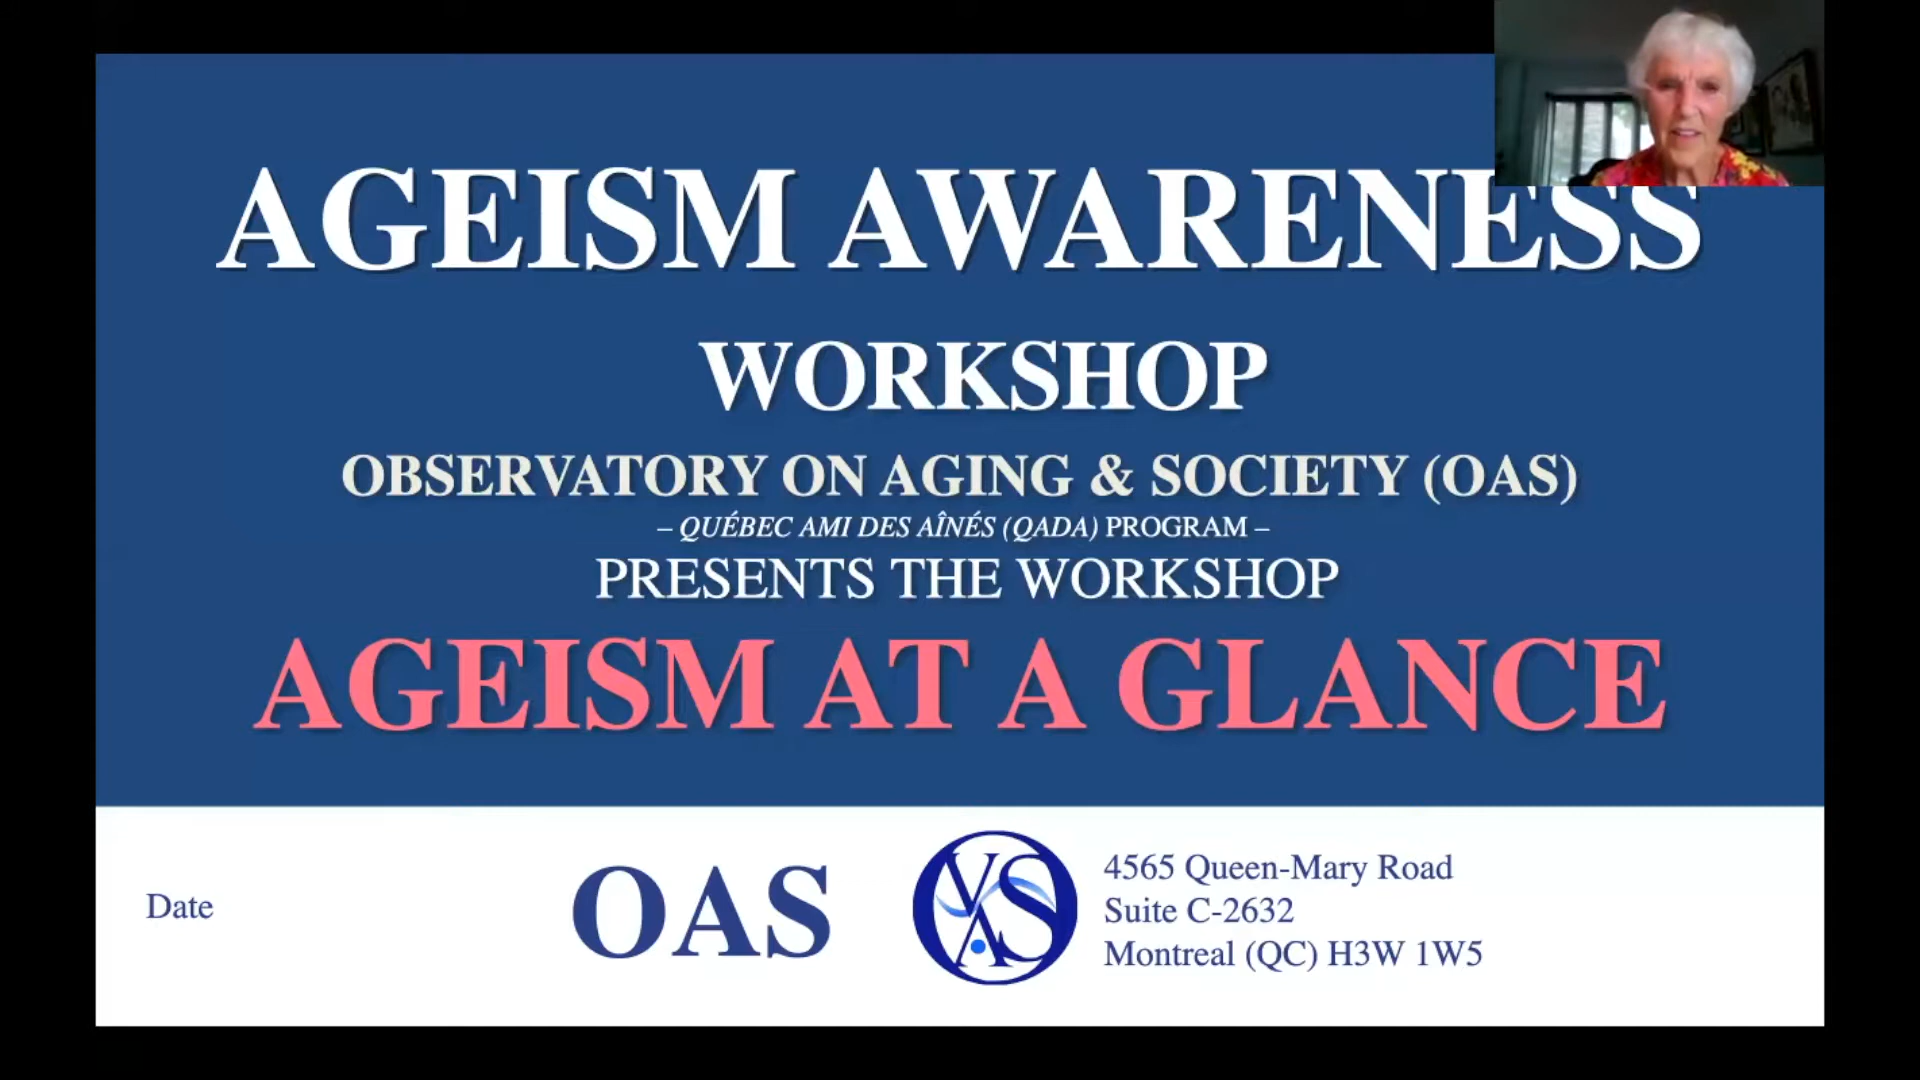 AGEISM AWARENESS
WORKSHOP
OBSERVATORY ON AGING & SOCIETY (OAS)
– QUÉBEC AMI DES AÎNÉS (QADA) PROGRAM –
PRESENTS THE WORKSHOP
AGEISM AT A GLANCE
Date
OAS
OVAS
4565 Queen-Mary Road
Suite C-2632
Montreal (QC) H3W 1W5